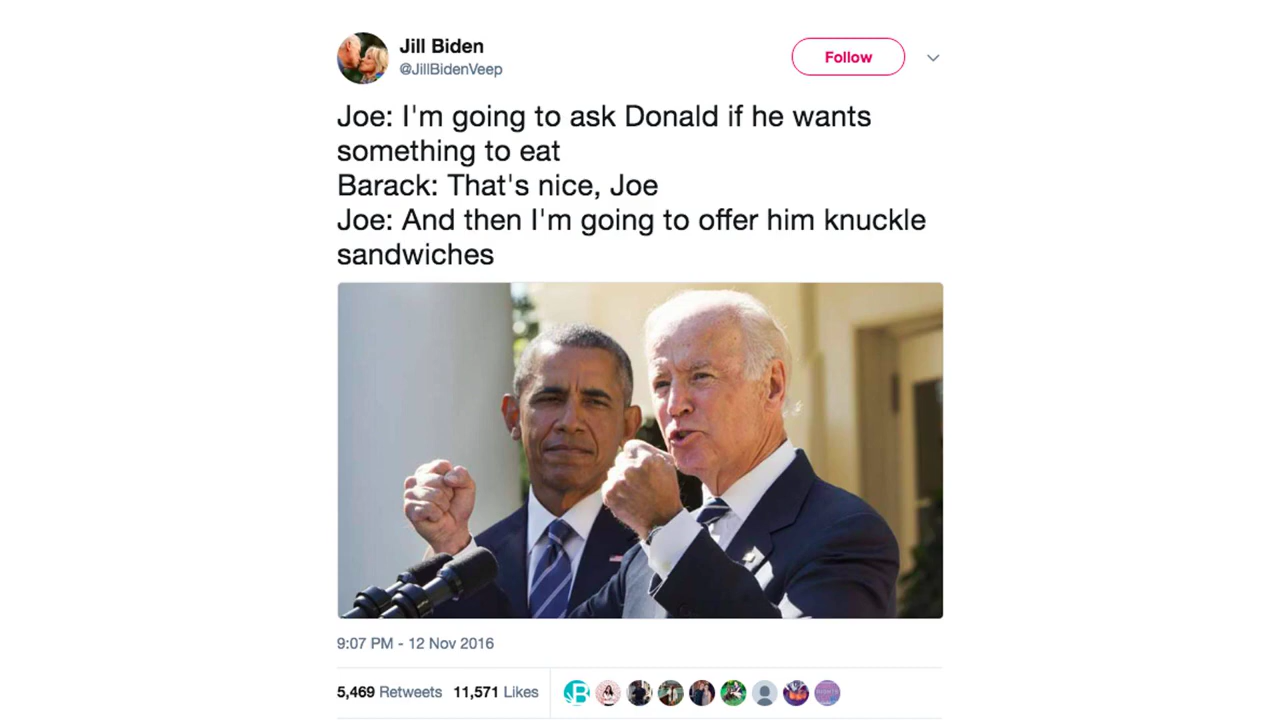 Jill Biden
@JillBidenVeep
Follow
Joe: I'm going to ask Donald if he wants
something to eat
Barack: That's nice, Joe
Joe: And then I'm going to offer him knuckle
sandwiches
9:07 PM - 12 Nov 2016
5,469 Retweets 11,571 Likes